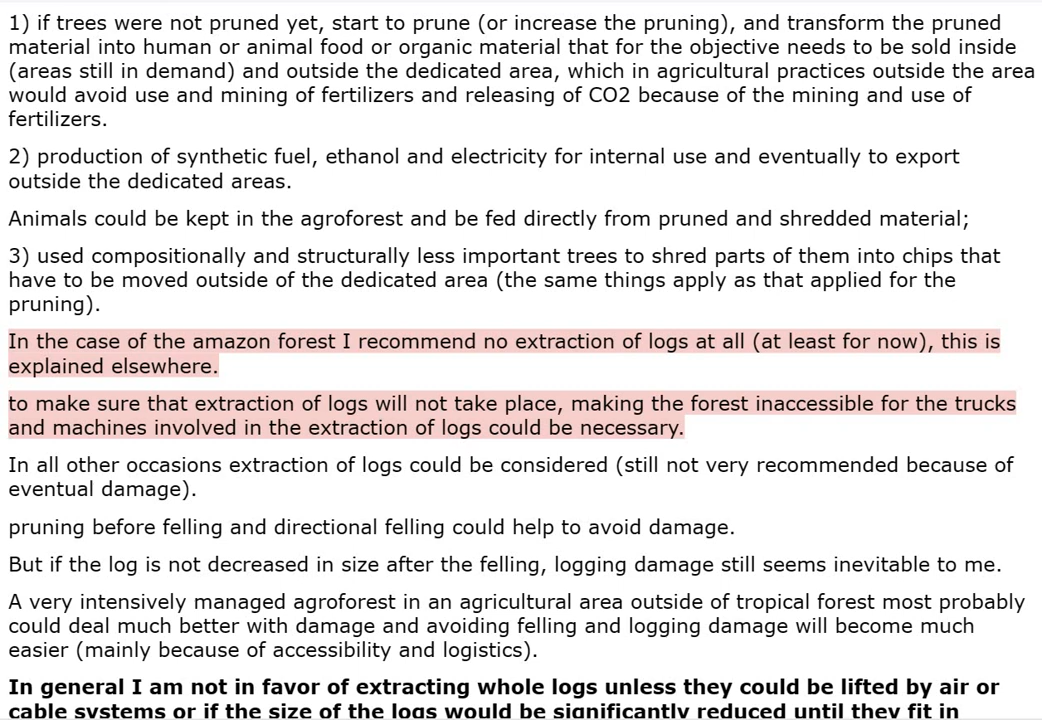 1) if trees were not pruned yet, start to prune (or increase the pruning), and transform the pruned
material into human or animal food or organic material that for the objective needs to be sold inside
(areas still in demand) and outside the dedicated area, which in agricultural practices outside the area
would avoid use and mining of fertilizers and releasing of CO2 because of the mining and use of
fertilizers.
2) production of synthetic fuel, ethanol and electricity for internal use and eventually to export
outside the dedicated areas.
Animals could be kept in the agroforest and be fed directly from pruned and shredded material;
3) used compositionally and structurally less important trees to shred parts of them into chips that
have to be moved outside of the dedicated area (the same things apply as that applied for the
pruning).
In the case of the amazon forest I recommend no extraction of logs at all (at least for now), this is
explained elsewhere.
to make sure that extraction of logs will not take place, making the forest inaccessible for the trucks
and machines involved in the extraction of logs could be necessary.
In all other occasions extraction of logs could be considered (still not very recommended because of
eventual damage).
pruning before felling and directional felling could help to avoid damage.
But if the log is not decreased in size after the felling, logging damage still seems inevitable to me.
A very intensively managed agroforest in an agricultural area outside of tropical forest most probably
could deal much better with damage and avoiding felling and logging damage will become much
easier (mainly because of accessibility and logistics).
In general I am not in favor of extracting whole logs unless they could be lifted by air or
cable systems or if the size of the logs would be significantly reduced until they fit in